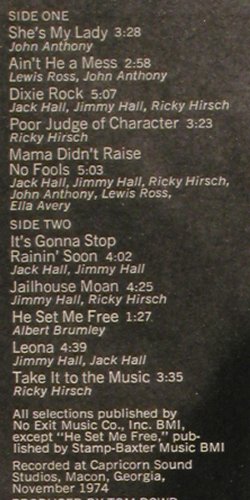 SIDE ONE
She's My Lady 3:28
John Anthony
Ain't He a Mess 2:58
Lewis Ross, John Anthony
Dixie Rock 5:07
Jack Hall, Jimmy Hall, Ricky Hirsch
Poor Judge of Character 3:23
Ricky Hirsch
Mama Didn't Raise
No Fools 5:03
Jack Hall, Jimmy Hall, Ricky Hirsch,
John Anthony, Lewis Ross,
Ella Avery
SIDE TWO
It's Gonna Stop
Rainin' Soon 4:02
Jack Hall, Jimmy Hall
Jailhouse Moan 4:25
Jimmy Hall, Ricky Hirsch
He Set Me Free 1:27
Albert Brumley
Leona 4:39
Jimmy Hall, Jack Hall
Take It to the Music 3:35
Ricky Hirsch
All selections published by
No Exit Music Co., Inc. BMI,
except "He Set Me Free," pub-
lished by Stamp-Baxter Music BMI
Recorded at Capricorn Sound
Studios, Macon, Georgia,
November 1974
PRODUCED BY TOM DOWD